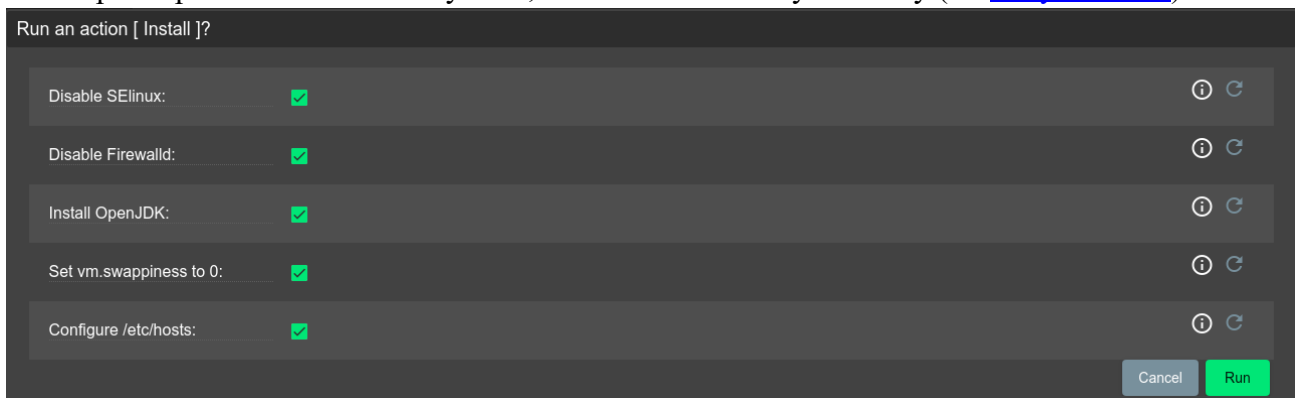 Run an action [ Install ]?
Disable SElinux:
Disable Firewalld:
Install OpenJDK:
Set vm.swappiness to 0:
Configure /etc/hosts:
Cancel Run